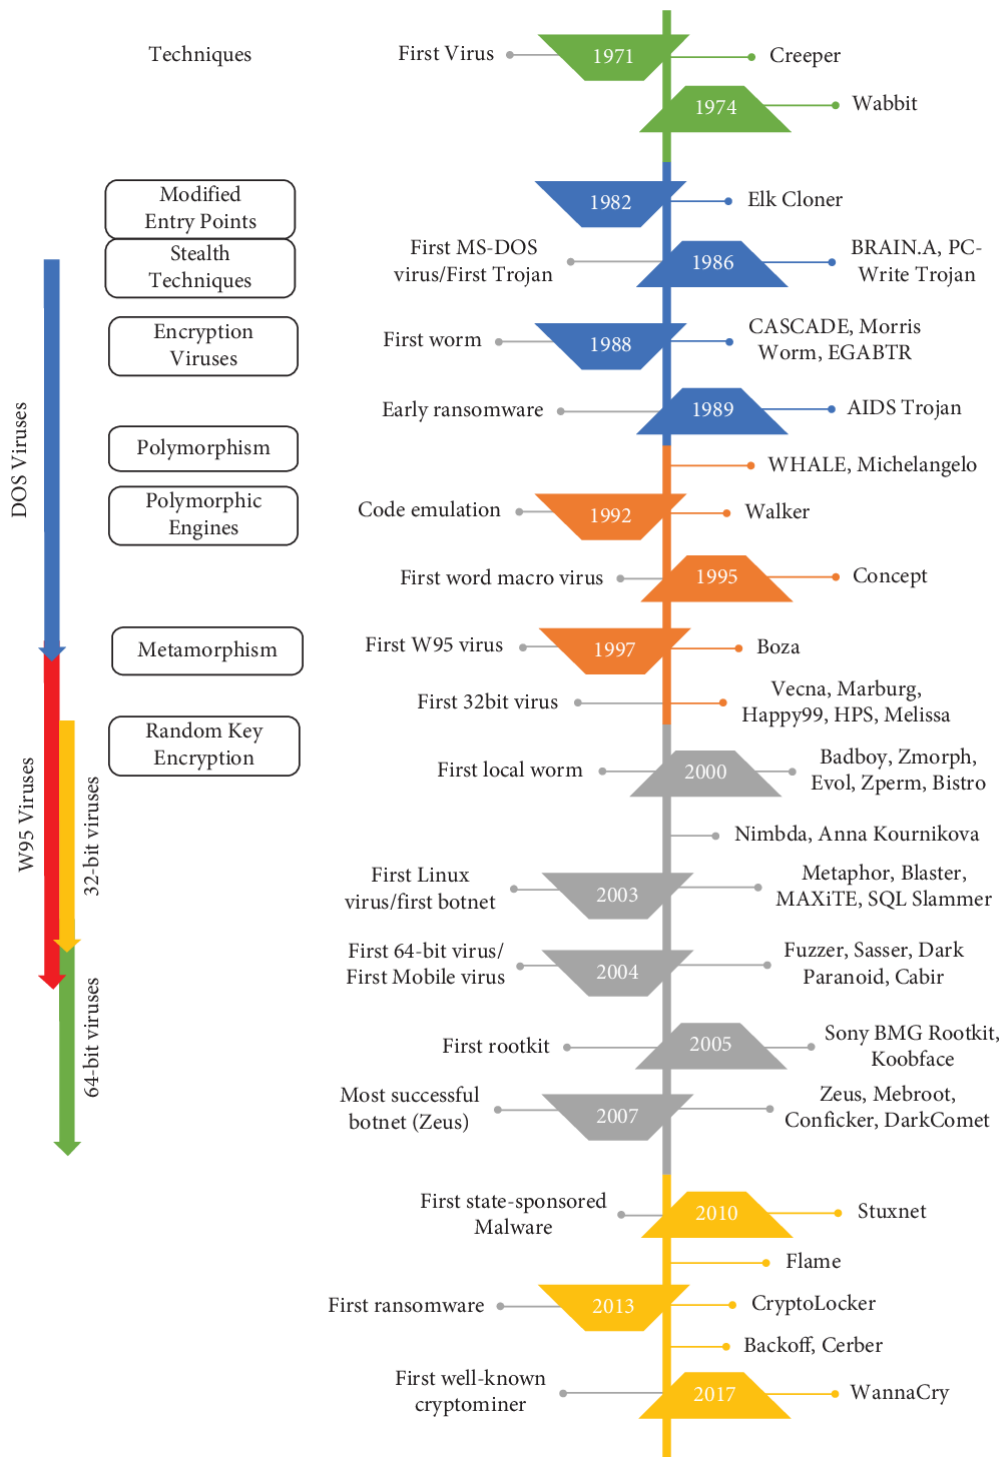 Techniques
First Virus
1971
Creeper
1974
Wabbit
Modified
Entry Points
1982
Elk Cloner
Stealth
Techniques
First MS-DOS
virus/First Trojan
1986
BRAIN.A, PC-
Write Trojan
Encryption
Viruses
First worm
1988
CASCADE, Morris
Worm, EGABTR
Early ransomware
1989
AIDS Trojan
DOS Viruses
Polymorphism
WHALE, Michelangelo
Polymorphic
Engines
Code emulation
1992
Walker
First word macro virus
1995
Concept
Metamorphism
First W95 virus
1997
Boza
First 32bit virus
Vecna, Marburg,
Happy99, HPS, Melissa
Random Key
Encryption
First local worm
2000
Badboy, Zmorph,
Evol, Zperm, Bistro
W95 Viruses
32-bit viruses
Nimbda, Anna Kournikova
First Linux
virus/first botnet
2003
Metaphor, Blaster,
MAXiTE, SQL Slammer
First 64-bit virus/
First Mobile virus
2004
Fuzzer, Sasser, Dark
Paranoid, Cabir
64-bit viruses
First rootkit
2005
Sony BMG Rootkit,
Koobface
Most successful
botnet (Zeus)
2007
Zeus, Mebroot,
Conficker, DarkComet
First state-sponsored
Malware
2010
Stuxnet
Flame
First ransomware
2013
CryptoLocker
Backoff, Cerber
First well-known
cryptominer
2017
WannaCry